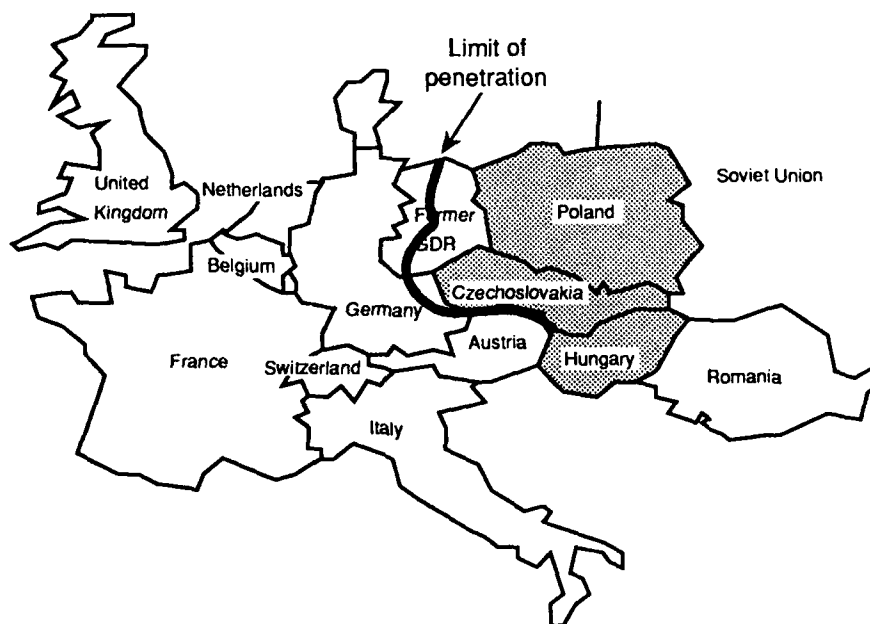 Limit of
penetration
Soviet Union
United
Kingdom
Netherlands
Former
GDR
Poland
Belgium
Czechoslovakia
Germany
Austria
France
Switzerland
Hungary
Romania
Italy